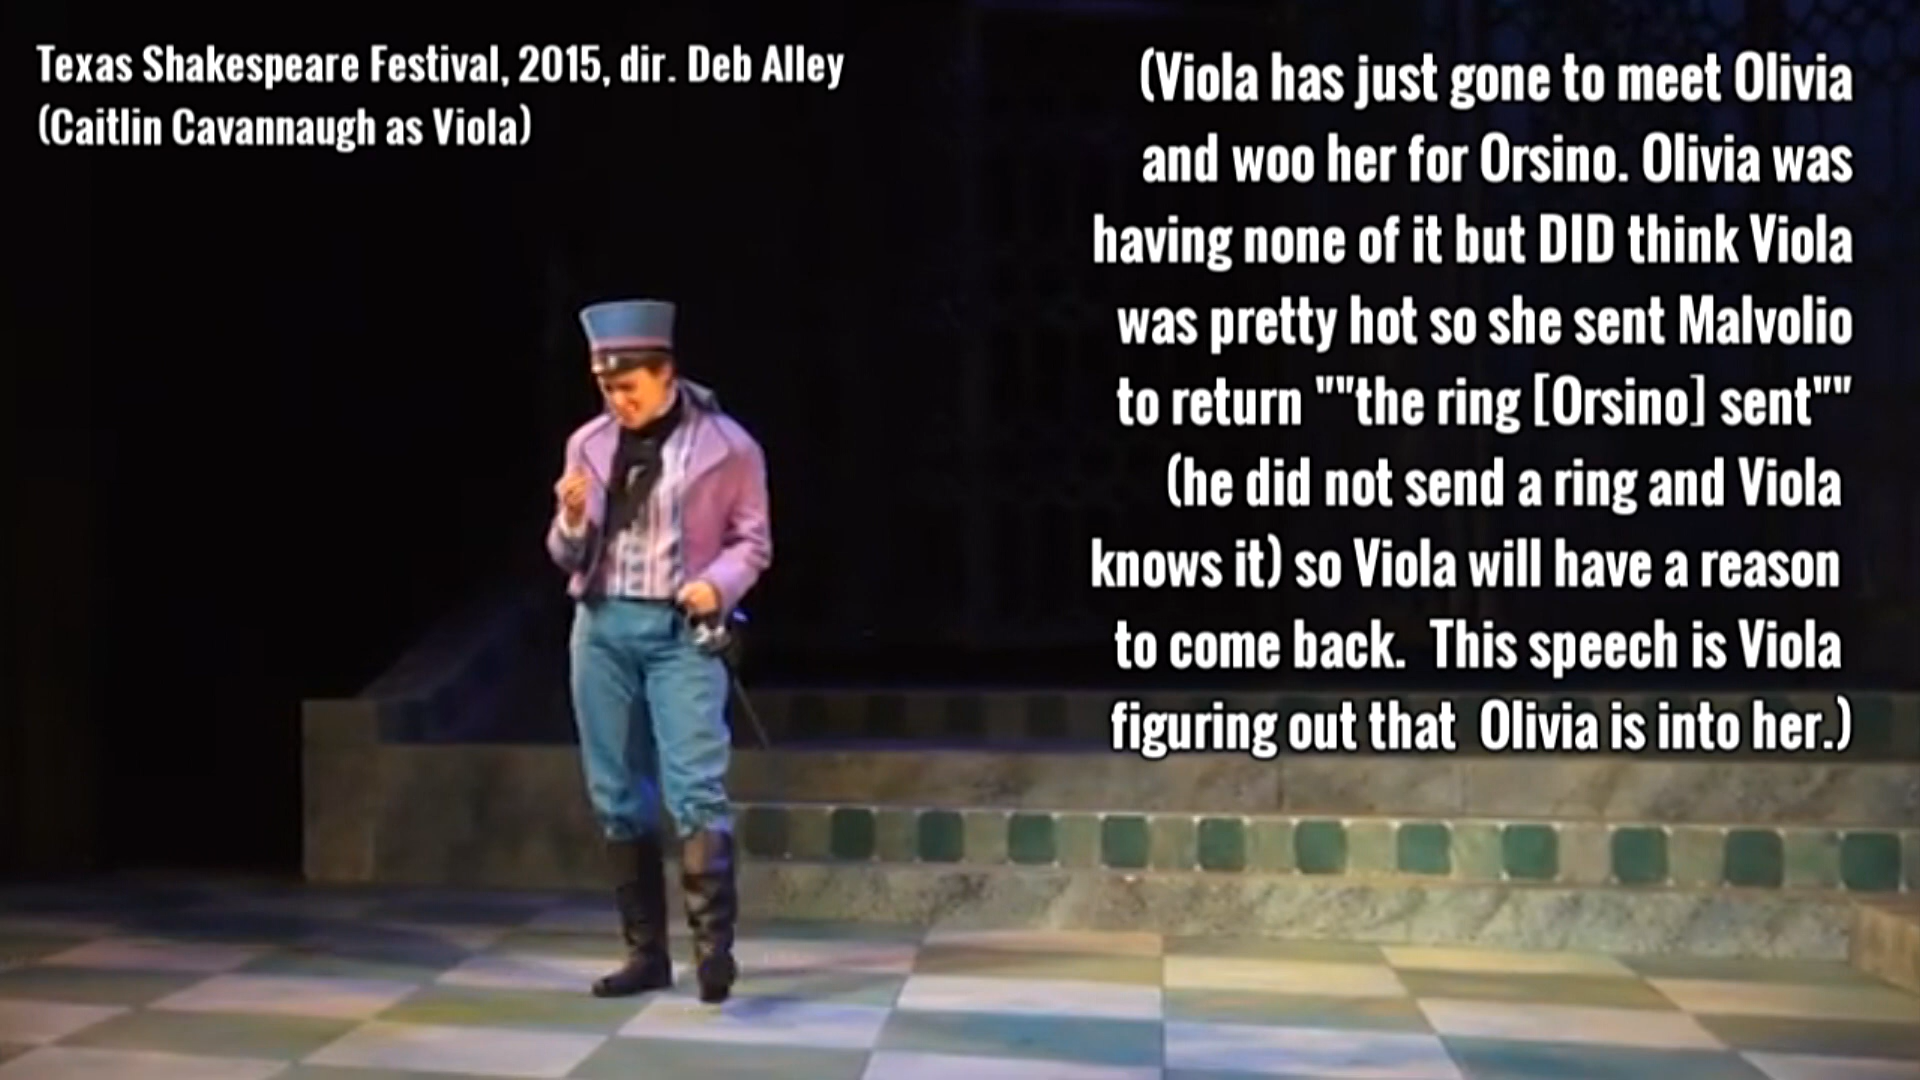 Texas Shakespeare Festival, 2015, dir. Deb Alley
(Caitlin Cavannaugh as Viola)
(Viola has just gone to meet Olivia
and woo her for Orsino. Olivia was
having none of it but DID think Viola
was pretty hot so she sent Malvolio
to return ""the ring [Orsino] sent""
(he did not send a ring and Viola
knows it) so Viola will have a reason
to come back. This speech is Viola
figuring out that Olivia is into her.)